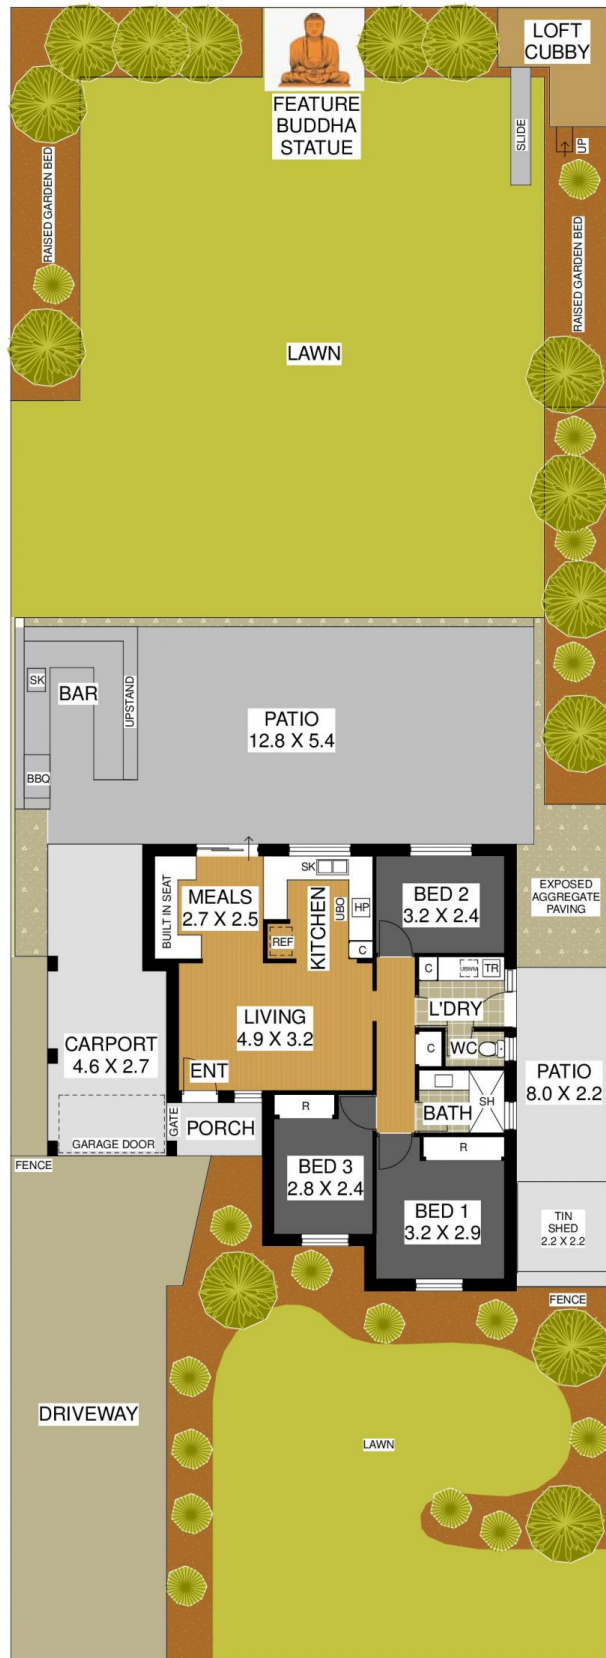 LOFT
CUBBY
FEATURE
BUDDHA
STATUE
SLIDE
UP
RAISED GARDEN BED
RAISED GARDEN BED
LAWN
SK
BAR
UPSTAND
PATIO
12.8 X 5.4
BBQ
BUILT IN SEAT
MEALS
2.7 X 2.5
SK
KITCHEN
UBO
HP
REF
C
BED 2
3.2 X 2.4
EXPOSED
AGGREGATE
PAVING
C
UBWM
TR
L'DRY
LIVING
4.9 X 3.2
CARPORT
4.6 X 2.7
C
WC
ENT
PATIO
8.0 X 2.2
SH
BATH
R
GATE
PORCH
GARAGE DOOR
R
FENCE
BED 3
2.8 X 2.4
BED 1
3.2 X 2.9
TIN
SHED
2.2 X 2.2
FENCE
DRIVEWAY
LAWN